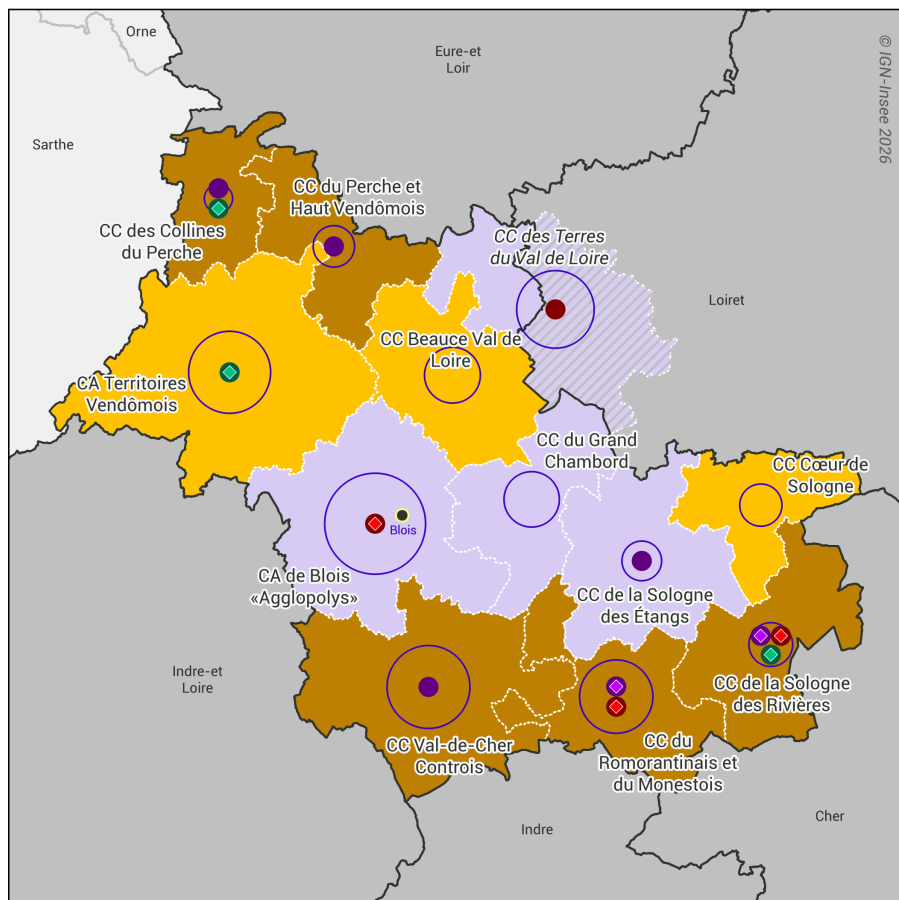 Orne
Eure-et
Loir
© IGN-Insee 2026
Sarthe
CC du Perche et
Haut Vendômois
CC des Collines
du Perche
CC des Terres
du Val de Loire
Loiret
CC Beauce Val de
Loire
CA Territoires
Vendômois
CC du Grand
Chambord
CC Cœur de
Sologne
Blois
CA de Blois
«Agglopolys»
CC de la Sologne
des Étangs
Indre-et
Loire
CC de la Sologne
des Rivières
CC Val-de-Cher
Controis
CC du
Romorantinais et
du Monestois
Indre
Cher